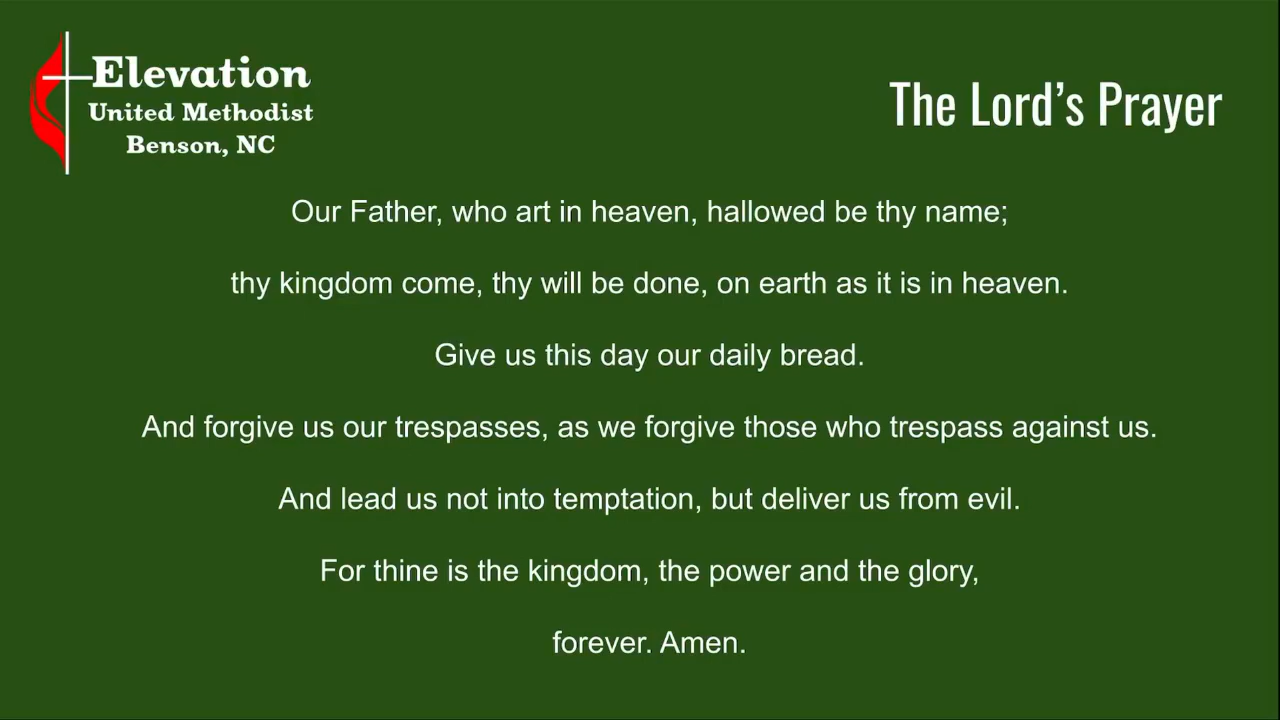 Elevation
United Methodist
Benson, NC
The Lord's Prayer
Our Father, who art in heaven, hallowed be thy name;
thy kingdom come, thy will be done, on earth as it is in heaven.
Give us this day our daily bread.
And forgive us our trespasses, as we forgive those who trespass against us.
And lead us not into temptation, but deliver us from evil.
For thine is the kingdom, the power and the glory,
forever. Amen.